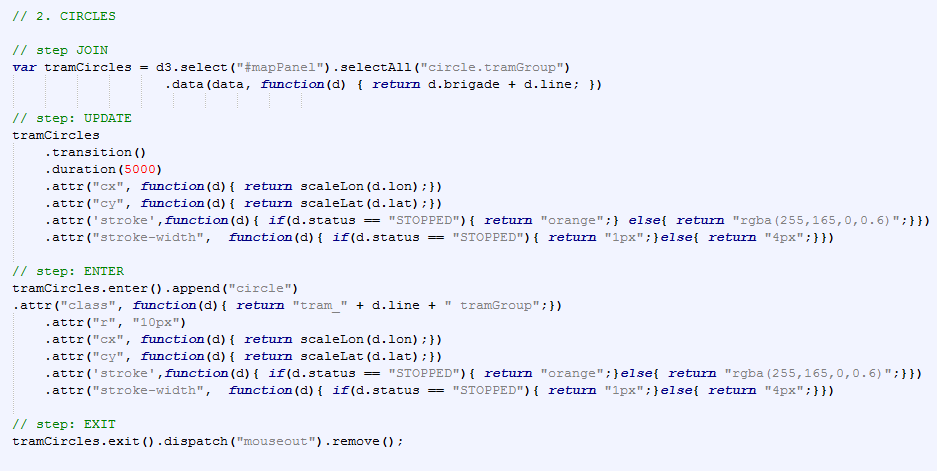 // 2. CIRCLES
// step JOIN
var tramCircles = d3.select("#mapPanel").selectAll("circle.tramGroup")
.data(data, function(d) { return d.brigade + d.line; })
// step: UPDATE
tramCircles
.transition()
.duration(5000)
.attr("cx", function(d){ return scaleLon(d.lon);})
.attr("cy", function(d){ return scaleLat(d.lat);})
.attr('stroke',function(d){ if(d.status == "STOPPED"){ return "orange";} else{ return "rgba(255,165,0,0.6)";}})
.attr("stroke-width",  function(d){ if(d.status == "STOPPED"){ return "1px";}else{ return "4px";}})
// step: ENTER
tramCircles.enter().append("circle")
.attr("class", function(d){ return "tram_" + d.line + " tramGroup";})
.attr("r", "10px")
.attr("cx", function(d){ return scaleLon(d.lon);})
.attr("cy", function(d){ return scaleLat(d.lat);})
.attr('stroke',function(d){ if(d.status == "STOPPED"){ return "orange";}else{ return "rgba(255,165,0,0.6)";}})
.attr("stroke-width",  function(d){ if(d.status == "STOPPED"){ return "1px";}else{ return "4px";}})
// step: EXIT
tramCircles.exit().dispatch("mouseout").remove();